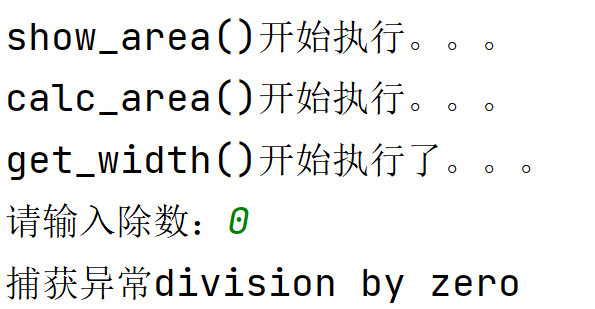 show_area()开始执行。。。
calc_area()开始执行。。。
get_width()开始执行了。。。
请输入除数：0
捕获异常division by zero